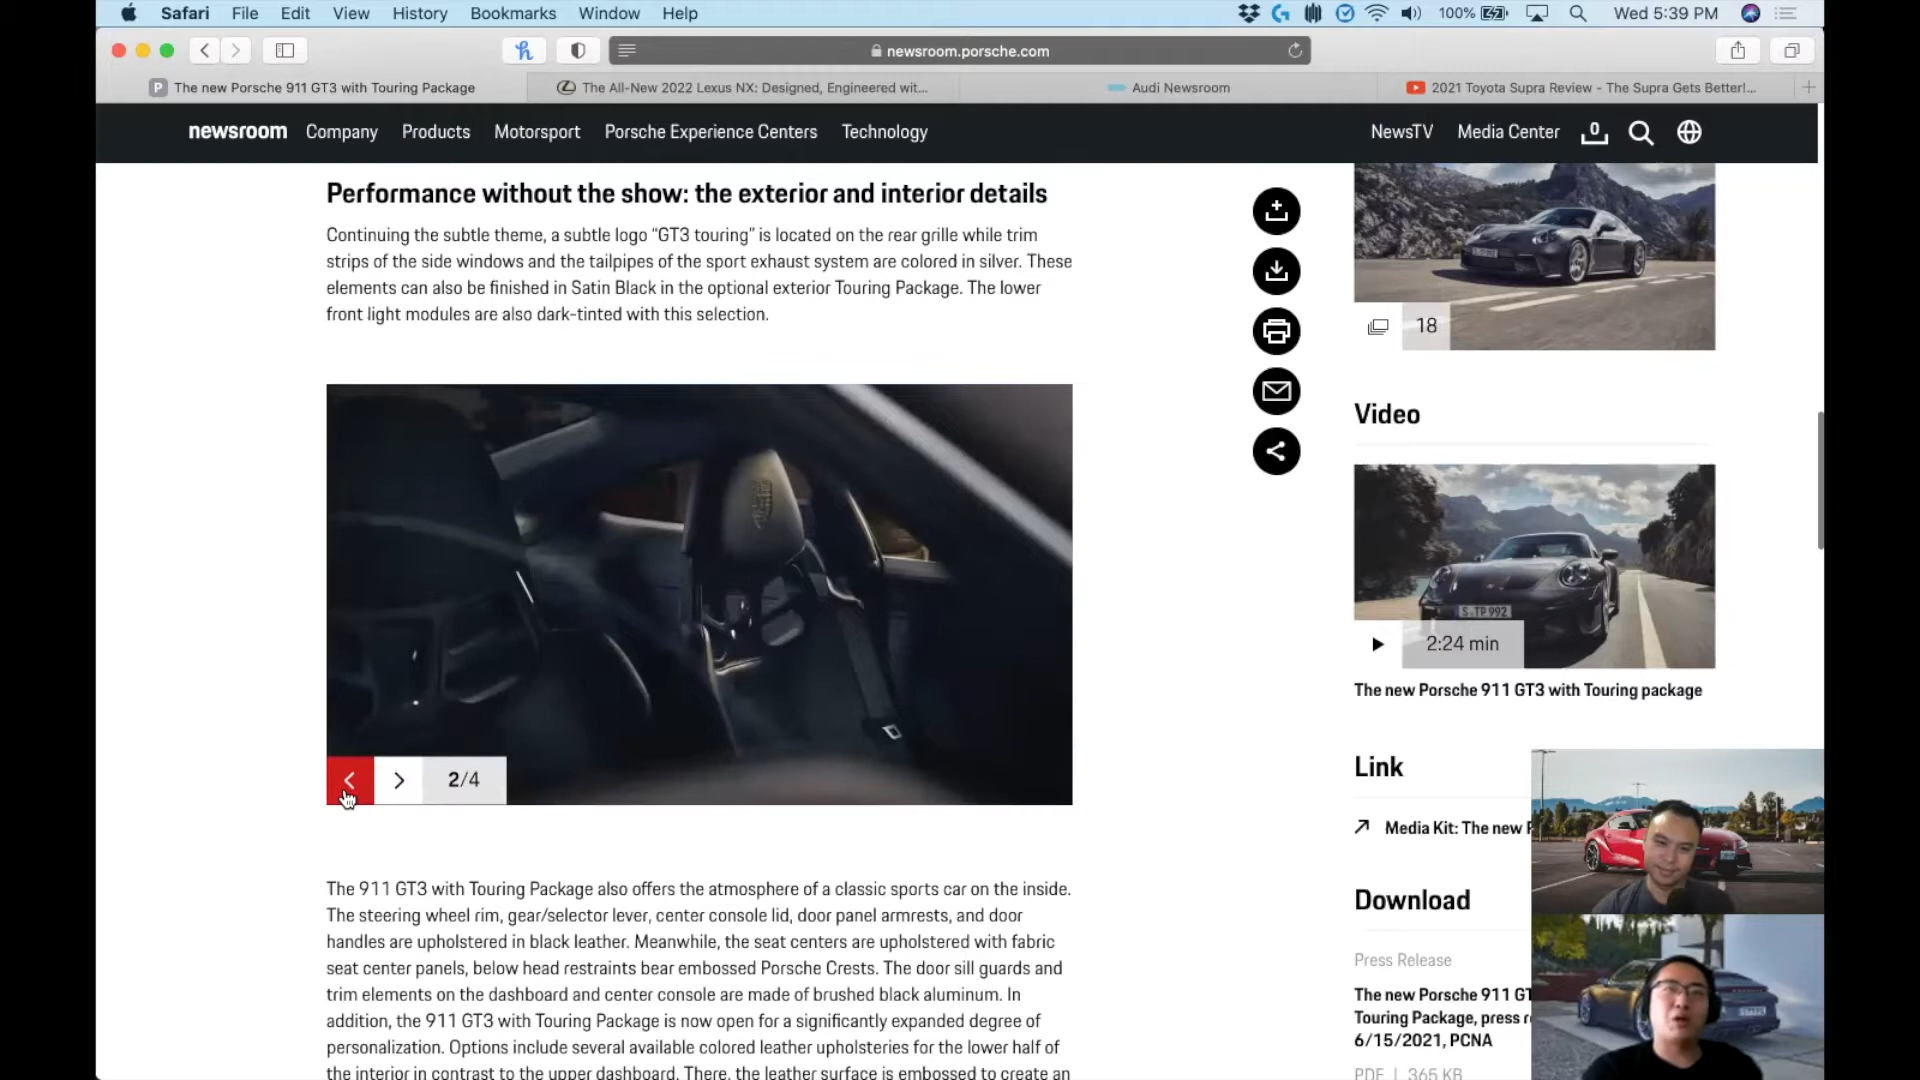 Safari File Edit View History Bookmarks Window Help 100% Wed 5:39 PM
newsroom.porsche.com
The new Porsche 911 GT3 with Touring Package
The All-New 2022 Lexus NX: Designed, Engineered wit...
Audi Newsroom
2021 Toyota Supra Review - The Supra Gets Better!...
newsroom Company Products Motorsport Porsche Experience Centers Technology NewsTV Media Center 0
Performance without the show: the exterior and interior details
Continuing the subtle theme, a subtle logo “GT3 touring” is located on the rear grille while trim
strips of the side windows and the tailpipes of the sport exhaust system are colored in silver. These
elements can also be finished in Satin Black in the optional exterior Touring Package. The lower
front light modules are also dark-tinted with this selection.
2/4
The 911 GT3 with Touring Package also offers the atmosphere of a classic sports car on the inside.
The steering wheel rim, gear/selector lever, center console lid, door panel armrests, and door
handles are upholstered in black leather. Meanwhile, the seat centers are upholstered with fabric
seat center panels, below head restraints bear embossed Porsche Crests. The door sill guards and
trim elements on the dashboard and center console are made of brushed black aluminum. In
addition, the 911 GT3 with Touring Package is now open for a significantly expanded degree of
personalization. Options include several available colored leather upholsteries for the lower half of
the interior in contrast to the upper dashboard. There, the leather surface is embossed to create an
18
Video
S·TP 992
2:24 min
The new Porsche 911 GT3 with Touring package
Link
Media Kit: The new
Download
Press Release
The new Porsche 911 GT
Touring Package, press r
6/15/2021, PCNA
PDF | 365 KB